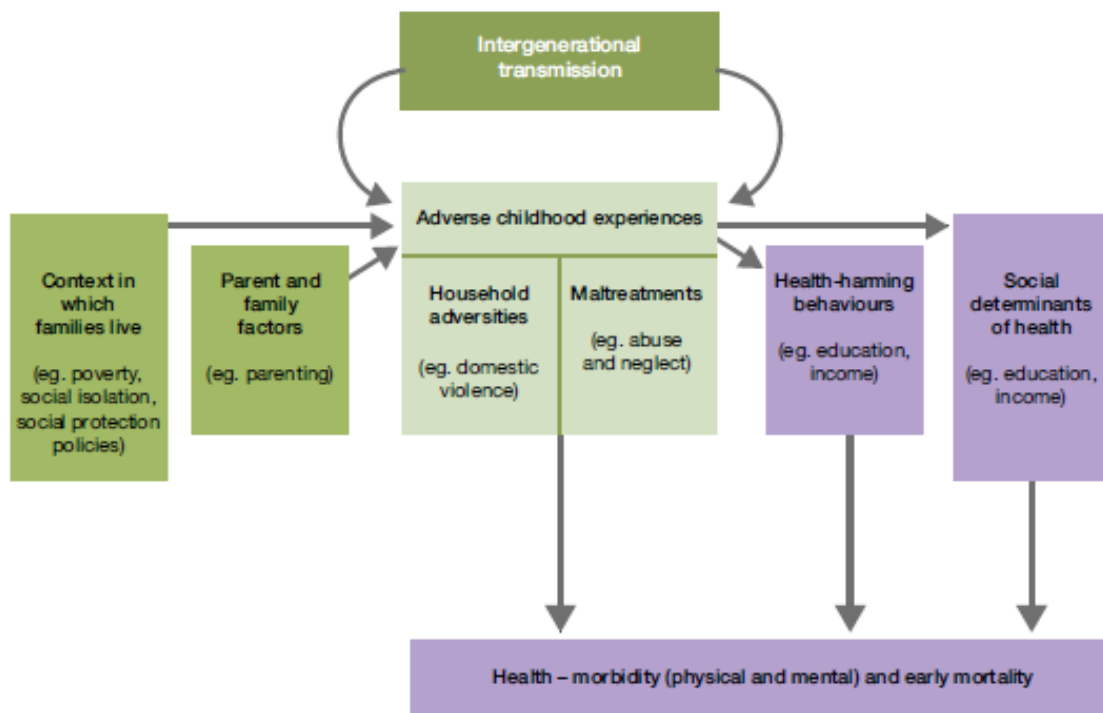 Intergenerational
transmission
Adverse childhood experiences
Context in
which
families live
(eg. poverty,
social isolation,
social protection
policies)
Parent and
family
factors
(eg. parenting)
Household
adversities
(eg. domestic
violence)
Maltreatments
(eg. abuse
and neglect)
Health-harming
behaviours
(eg. education,
income)
Social
determinants
of health
(eg. education,
income)
Health – morbidity (physical and mental) and early mortality